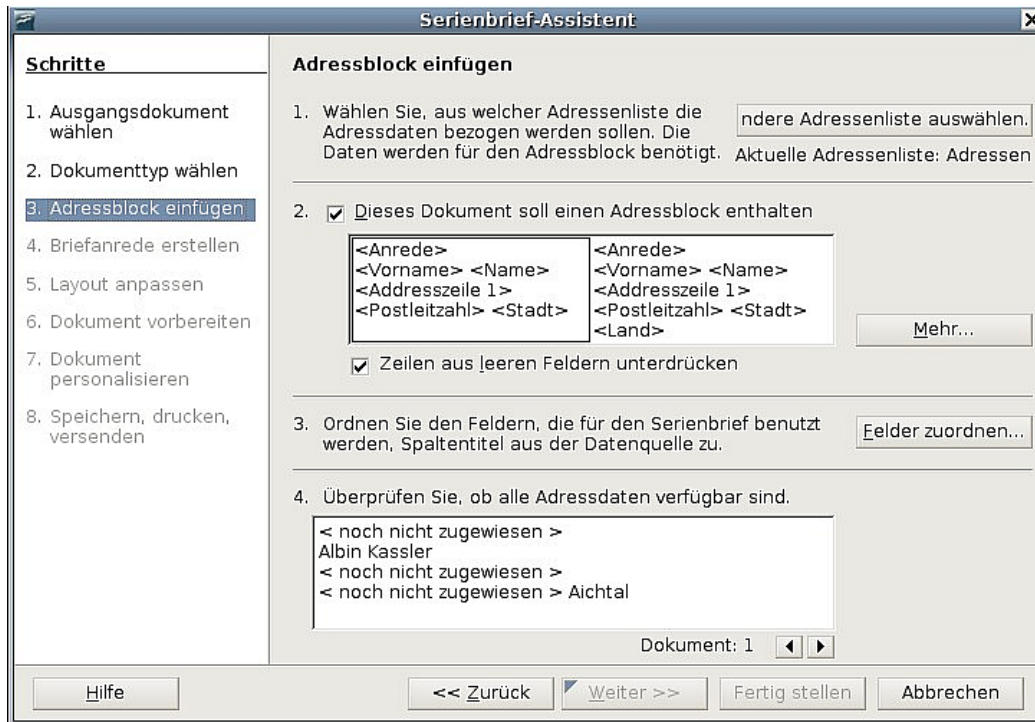 Serienbrief-Assistent
Schritte
1. Ausgangsdokument
wählen
2. Dokumenttyp wählen
3. Adressblock einfügen
4. Briefanrede erstellen
5. Layout anpassen
6. Dokument vorbereiten
7. Dokument
personalisieren
8. Speichern, drucken,
versenden
Adressblock einfügen
1. Wählen Sie, aus welcher Adressenliste die
Adressdaten bezogen werden sollen. Die
Daten werden für den Adressblock benötigt.
ndere Adressenliste auswählen.
Aktuelle Adressenliste: Adressen
2. Dieses Dokument soll einen Adressblock enthalten
<Anrede>
<Vorname> <Name>
<Addresszeile 1>
<Postleitzahl> <Stadt>
<Anrede>
<Vorname> <Name>
<Addresszeile 1>
<Postleitzahl> <Stadt>
<Land>
Mehr...
Zeilen aus leeren Feldern unterdrücken
3. Ordnen Sie den Feldern, die für den Serienbrief benutzt
werden, Spaltentitel aus der Datenquelle zu.
Felder zuordnen...
4. Überprüfen Sie, ob alle Adressdaten verfügbar sind.
< noch nicht zugewiesen >
Albin Kassler
< noch nicht zugewiesen >
< noch nicht zugewiesen > Aichtal
Dokument: 1
Hilfe
<< Zurück
Weiter >>
Fertig stellen
Abbrechen